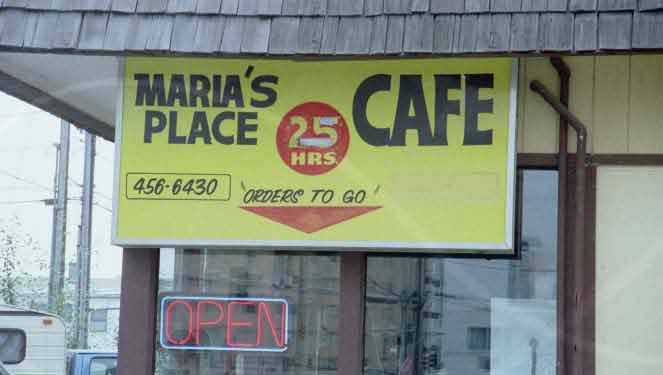 MARIA'S PLACE
25 HRS.
CAFE
456-6430
"ORDERS TO GO"
OPEN